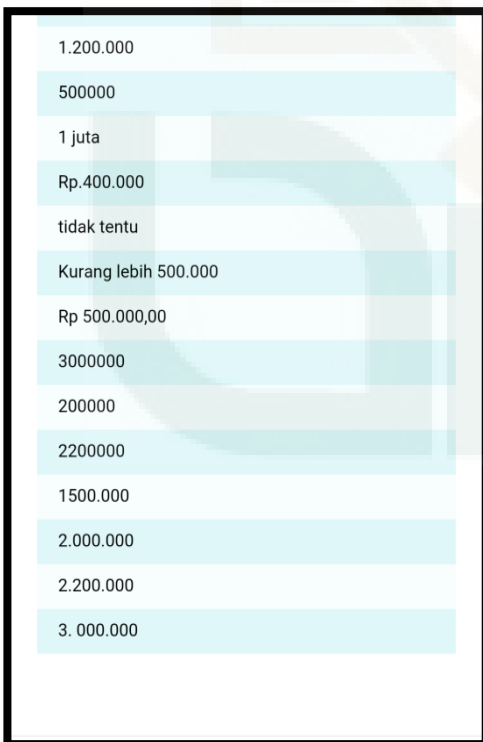 1.200.000
500000
1 juta
Rp.400.000
tidak tentu
Kurang lebih 500.000
Rp 500.000,00
3000000
200000
2200000
1500.000
2.000.000
2.200.000
3. 000.000